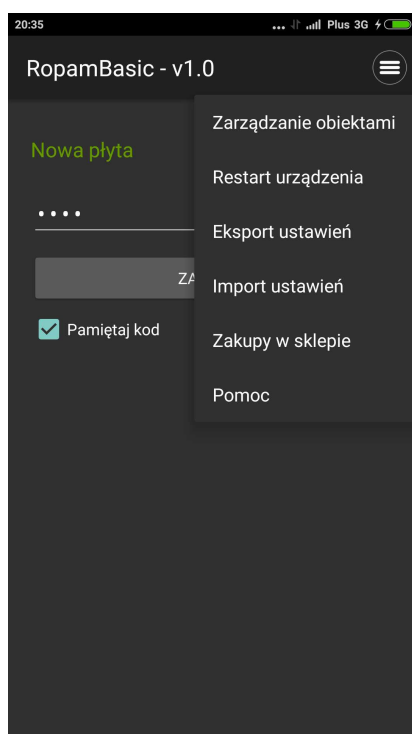 20:35 ... Plus 3G
RopamBasic - v1.0
Zarządzanie obiektami
Nowa płyta
Restart urządzenia
....
Eksport ustawień
ZA
Import ustawień
Pamiętaj kod
Zakupy w sklepie
Pomoc